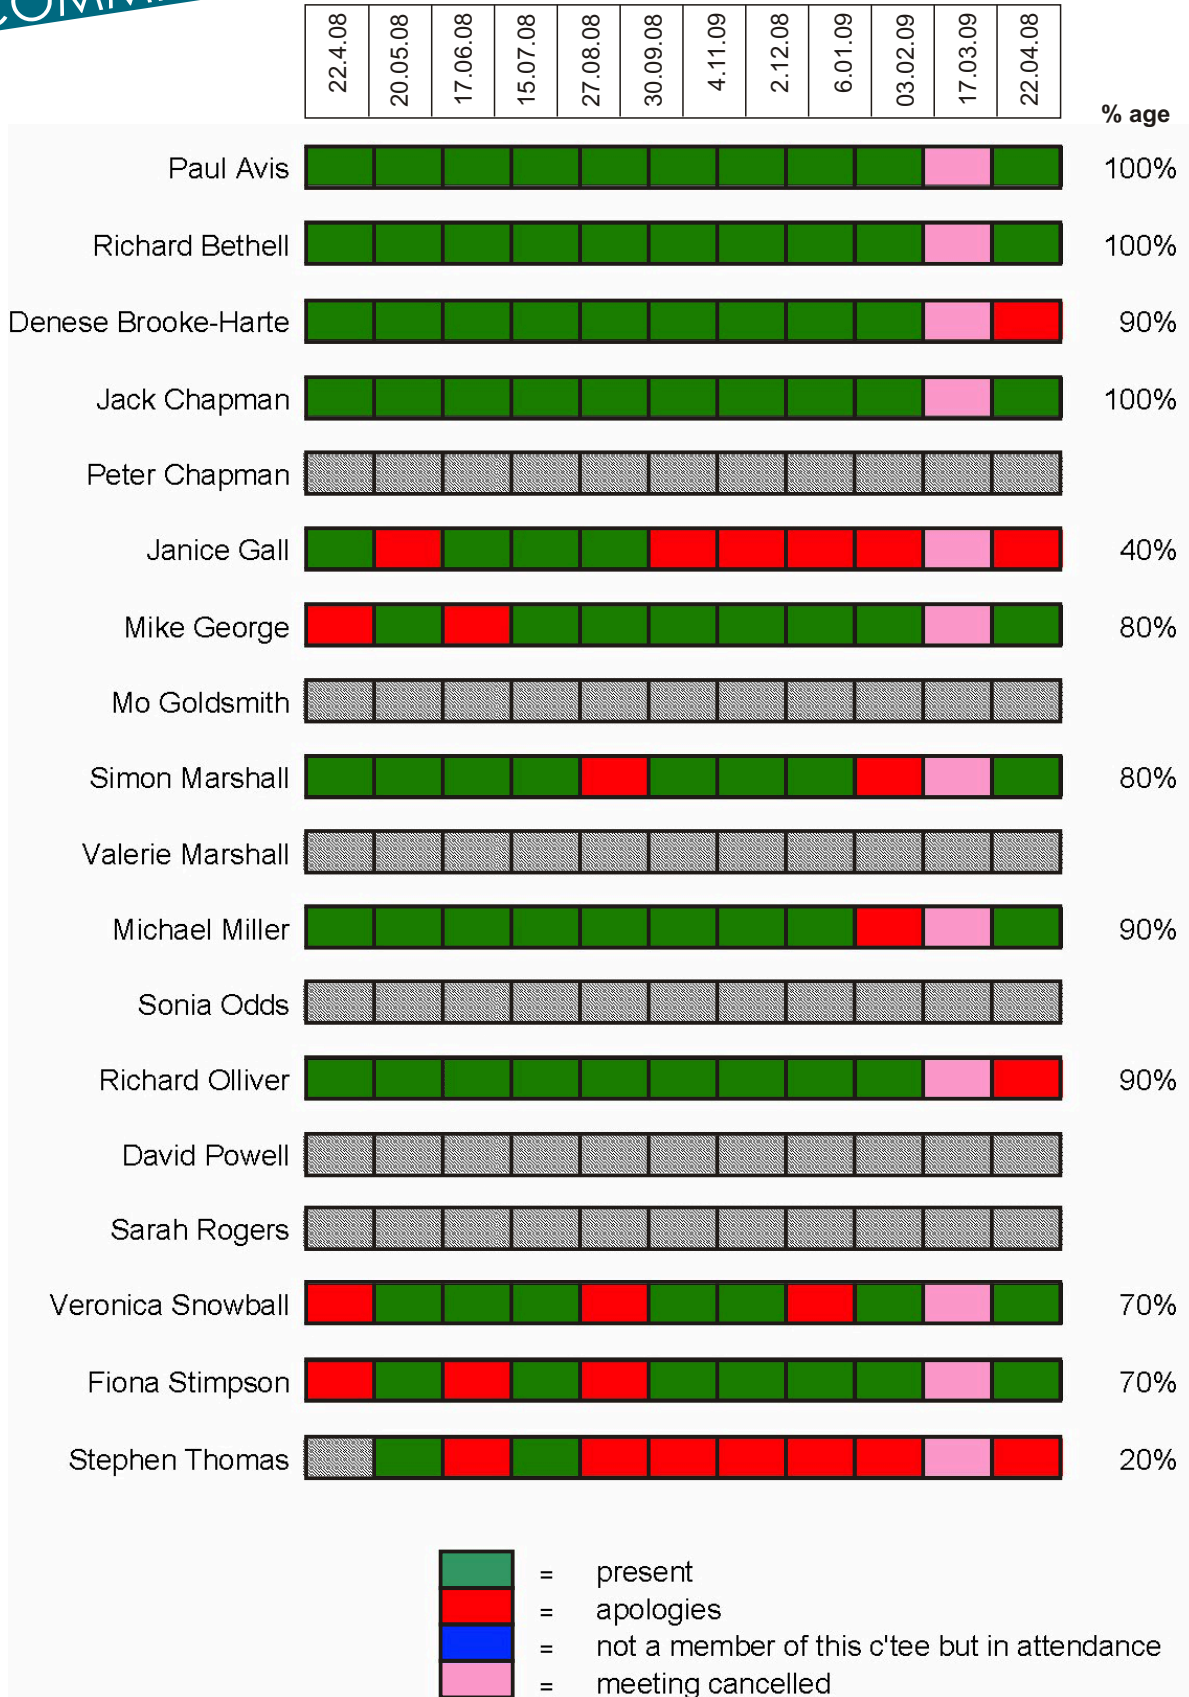 22.4.08 20.05.08 17.06.08 15.07.08 27.08.08 30.09.08 4.11.09 2.12.08 6.01.09 03.02.09 17.03.09 22.04.08
% age
Paul Avis 100%
Richard Bethell 100%
Denese Brooke-Harte 90%
Jack Chapman 100%
Peter Chapman
Janice Gall 40%
Mike George 80%
Mo Goldsmith
Simon Marshall 80%
Valerie Marshall
Michael Miller 90%
Sonia Odds
Richard Olliver 90%
David Powell
Sarah Rogers
Veronica Snowball 70%
Fiona Stimpson 70%
Stephen Thomas 20%
= present
= apologies
= not a member of this c'tee but in attendance
= meeting cancelled